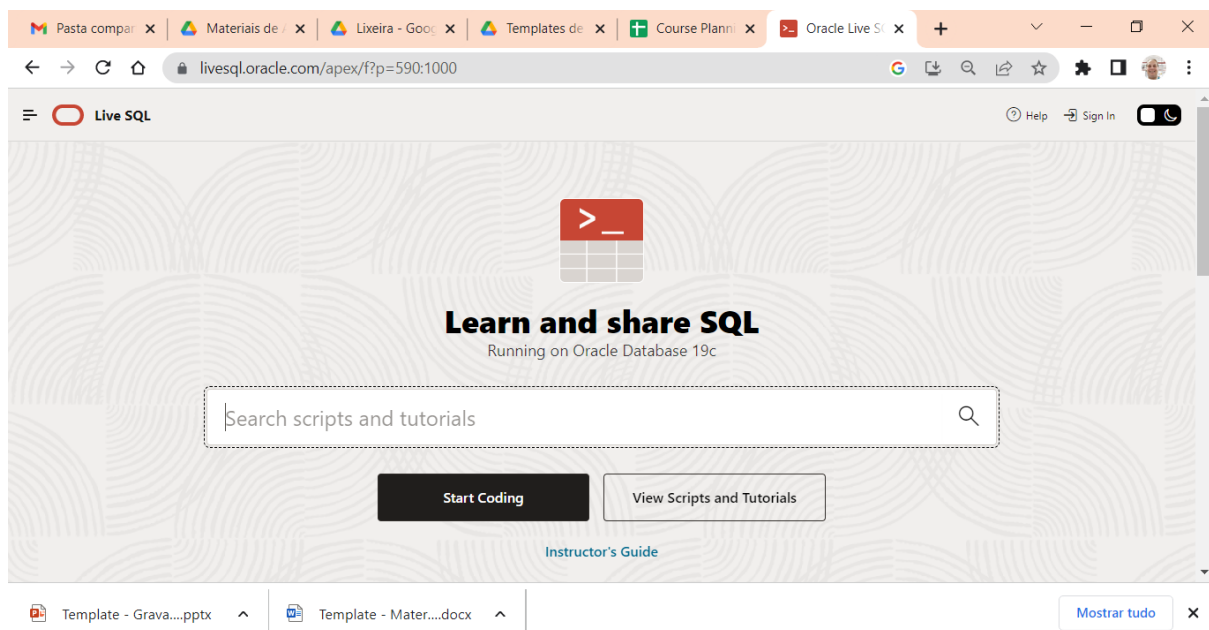 Pasta compar
Materiais de A
Lixeira - Goog
Templates de
Course Planni
Oracle Live SQ
livesql.oracle.com/apex/f?p=590:1000
Live SQL
Help
Sign In
Learn and share SQL
Running on Oracle Database 19c
Search scripts and tutorials
Start Coding
View Scripts and Tutorials
Instructor's Guide
Template - Grava....pptx
Template - Mater....docx
Mostrar tudo